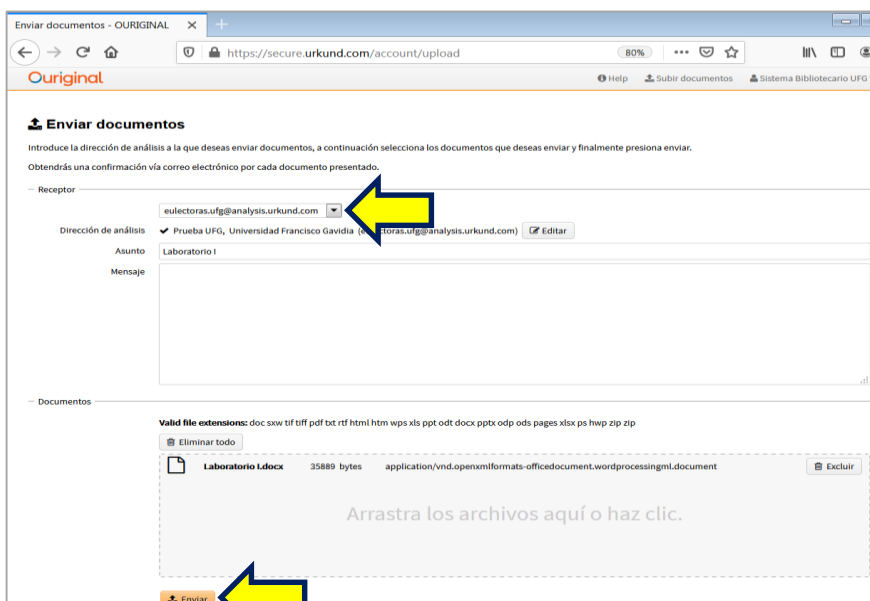 Enviar documentos - OURIGINAL
https://secure.urkund.com/account/upload
80%
Ouriginal
Help Subir documentos Sistema Bibliotecario UFG
Enviar documentos
Introduce la dirección de análisis a la que deseas enviar documentos, a continuación selecciona los documentos que deseas enviar y finalmente presiona enviar.
Obtendrás una confirmación vía correo electrónico por cada documento presentado.
Receptor
eulectoras.ufg@analysis.urkund.com
Dirección de análisis Prueba UFG, Universidad Francisco Gavidia (eulectoras.ufg@analysis.urkund.com) Editar
Asunto Laboratorio I
Mensaje
Documentos
Valid file extensions: doc sxw tif tiff pdf txt rtf html htm wps xls ppt odt docx pptx odp ods pages xlsx ps hwp zip zip
Eliminar todo
Laboratorio I.docx 35889 bytes application/vnd.openxmlformats-officedocument.wordprocessingml.document Excluir
Arrastra los archivos aquí o haz clic.
Enviar